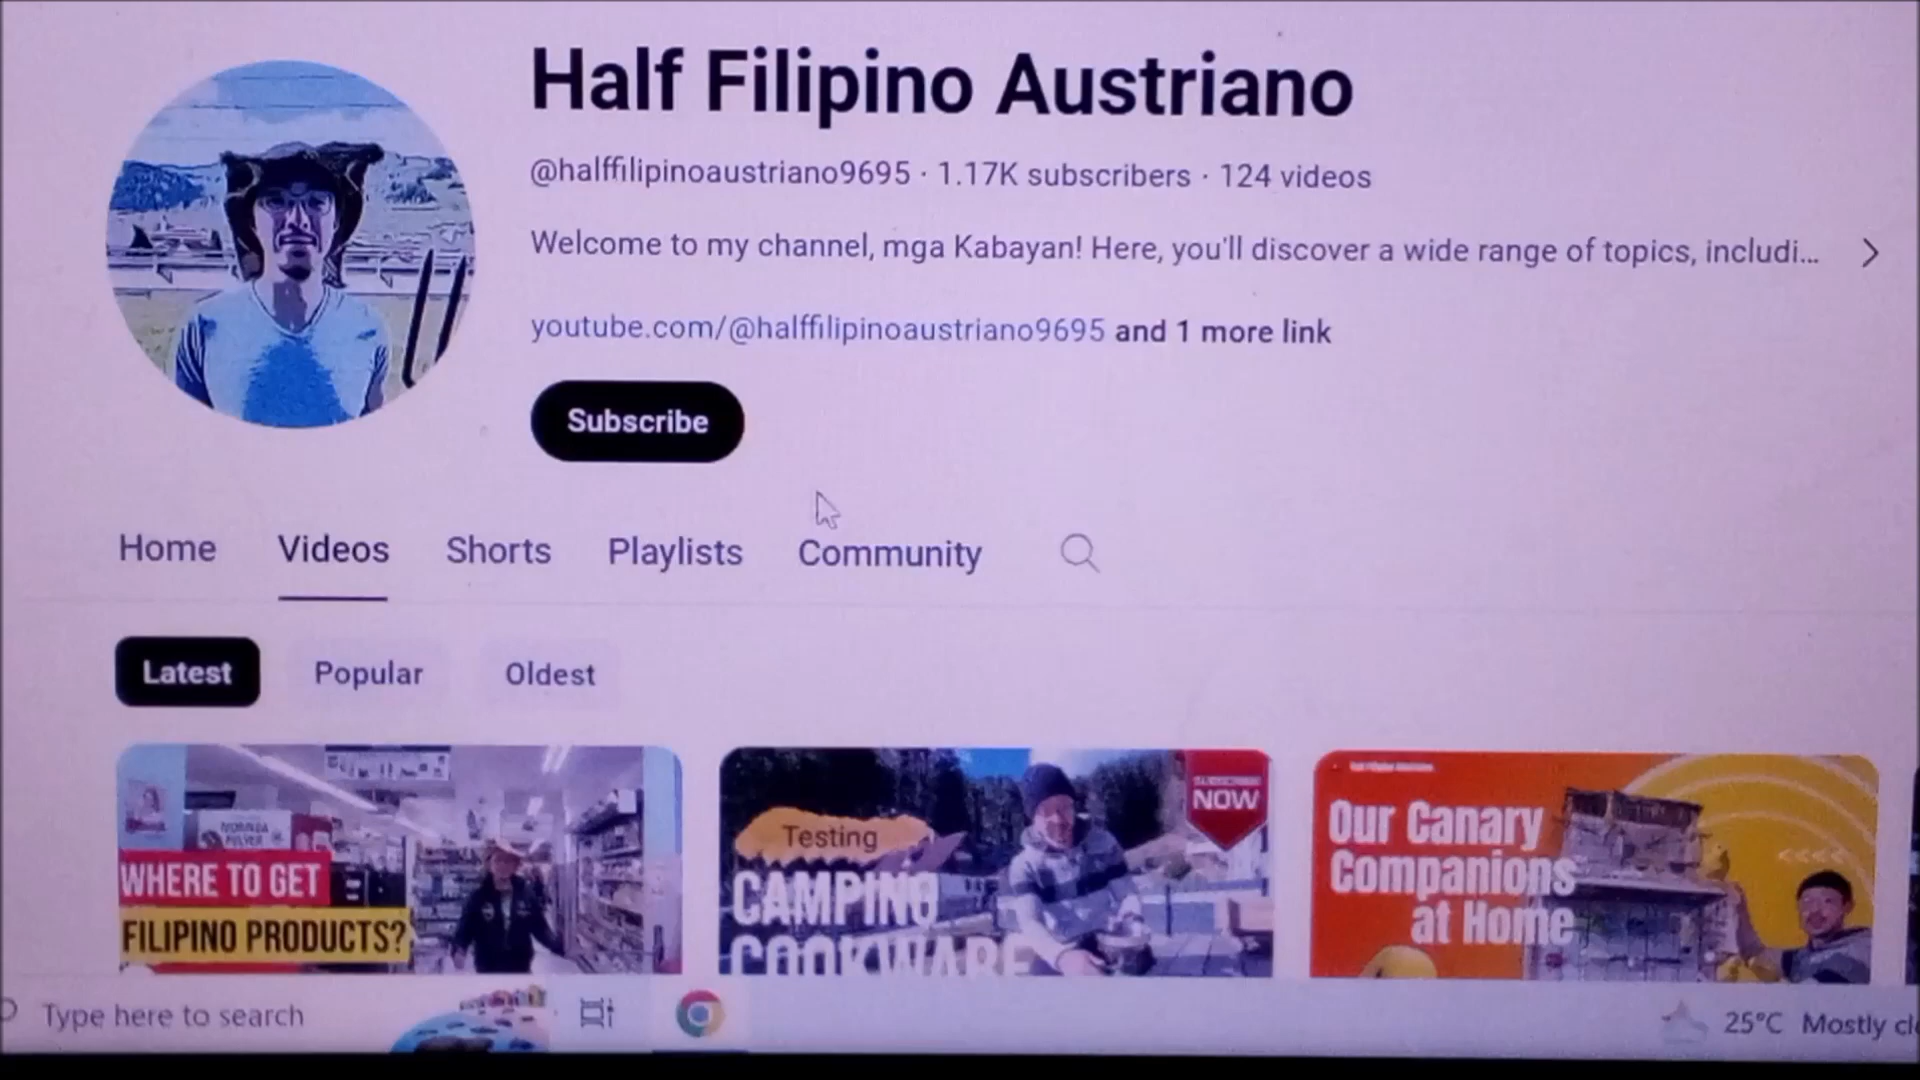 Half Filipino Austriano
@halffilipinoaustriano9695 · 1.17K subscribers · 124 videos
Welcome to my channel, mga Kabayan! Here, you'll discover a wide range of topics, includi...
youtube.com/@halffilipinoaustriano9695 and 1 more link
Subscribe
Home Videos Shorts Playlists Community
Latest Popular Oldest
WHERE TO GET
FILIPINO PRODUCTS?
Testing
CAMPING
COOKWARE
NOW
Our Canary
Companions
at Home
Type here to search
25°C Mostly cl